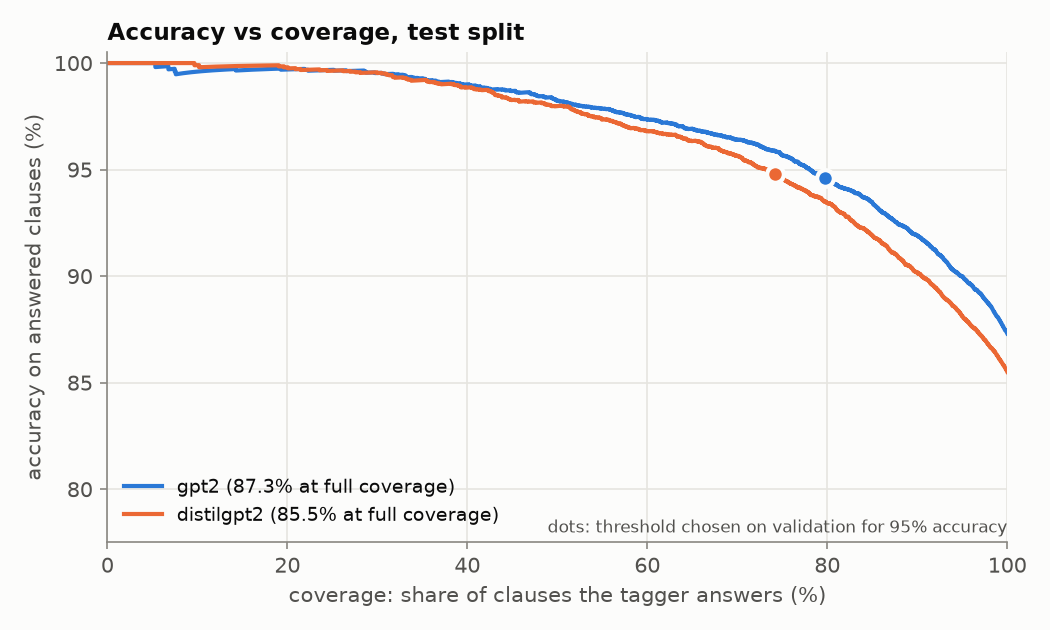 Accuracy vs coverage, test split
accuracy on answered clauses (%)
100
95
90
85
80
gpt2 (87.3% at full coverage)
distilgpt2 (85.5% at full coverage)
dots: threshold chosen on validation for 95% accuracy
0 20 40 60 80 100
coverage: share of clauses the tagger answers (%)